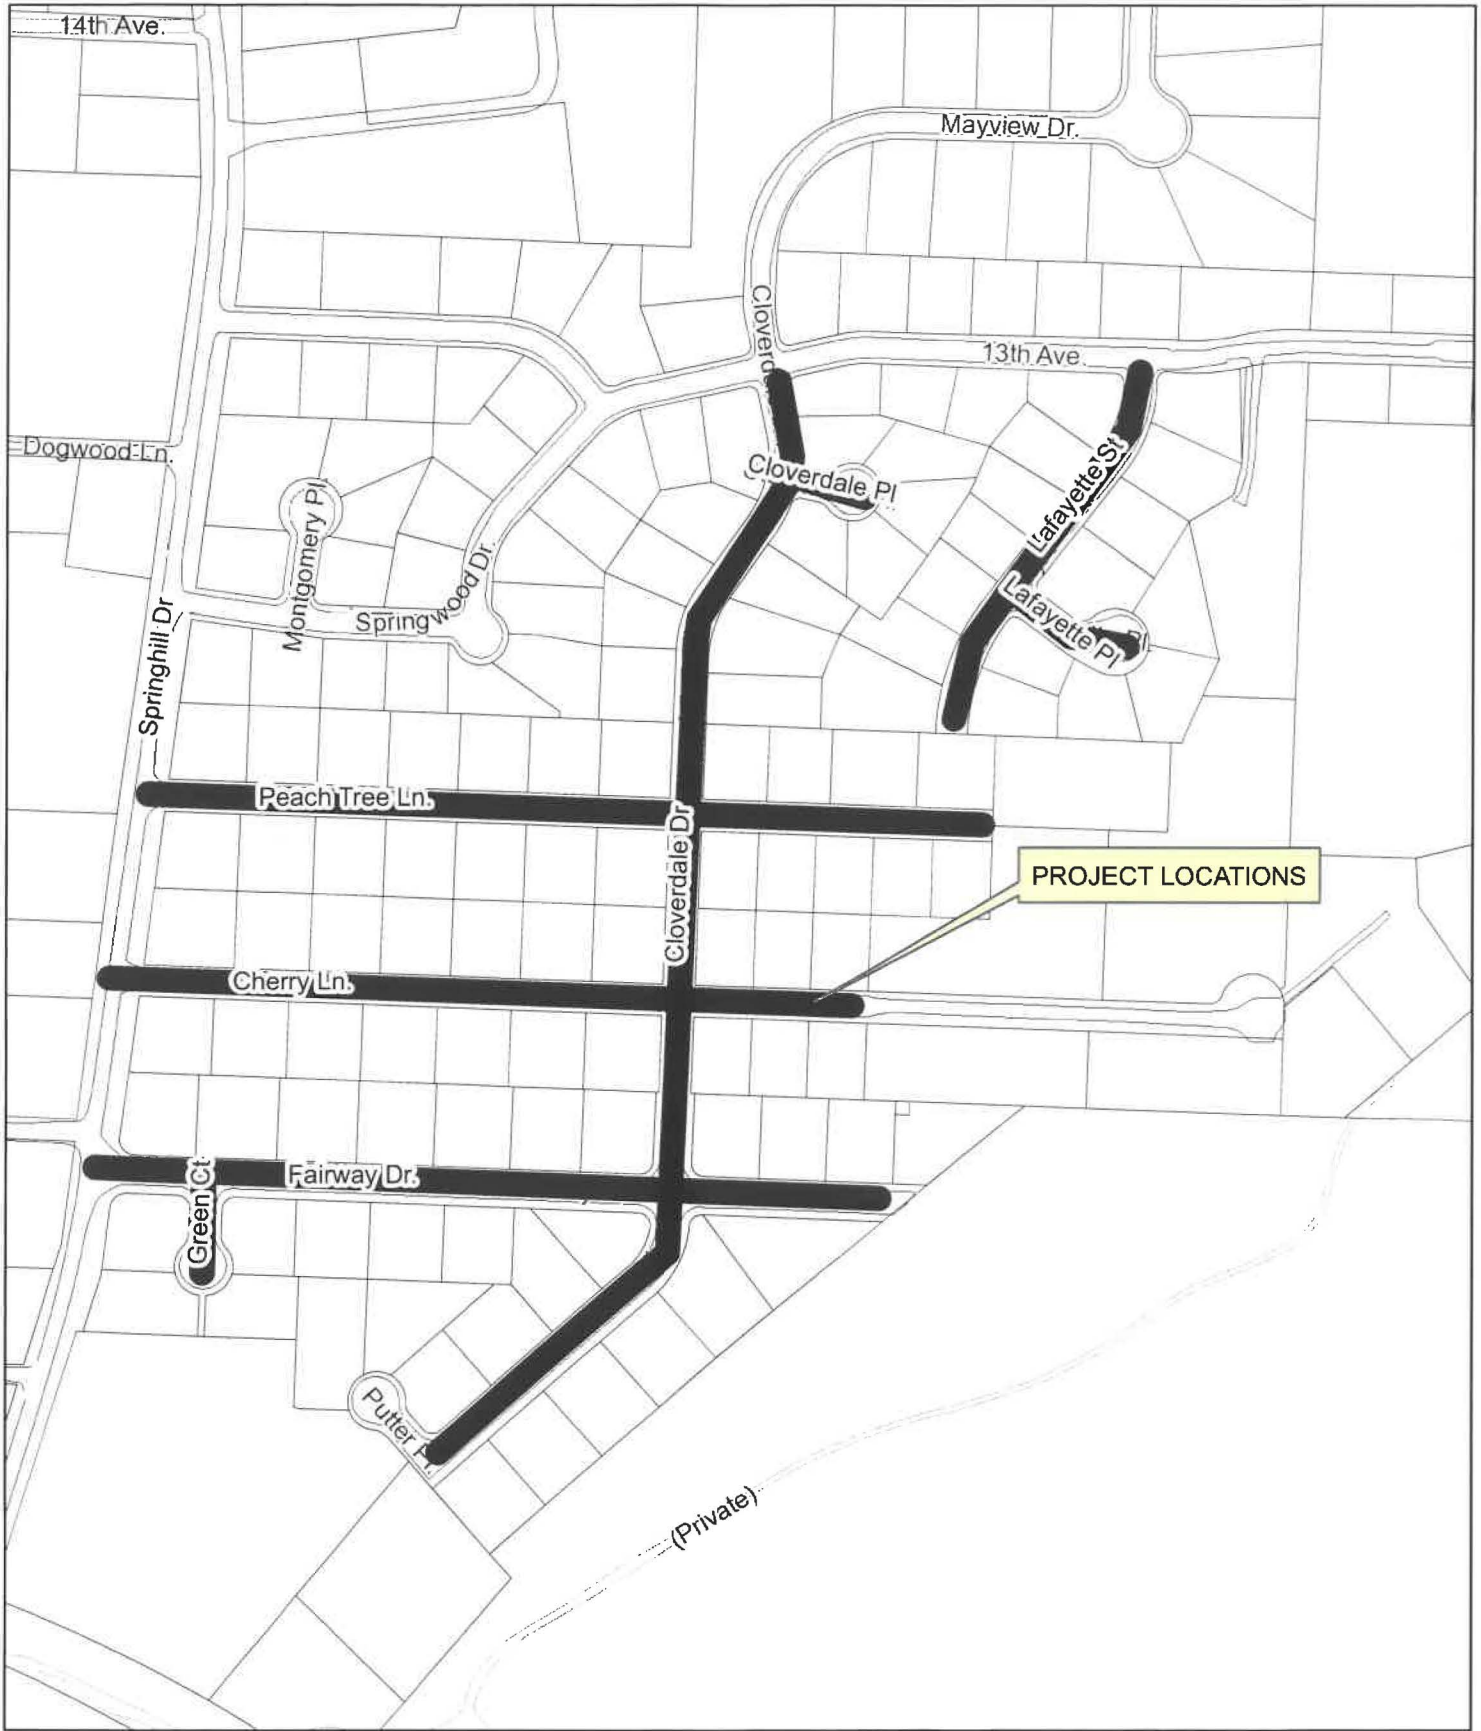 14th Ave.
Mayview Dr.
Cloverd
13th Ave.
Dogwood Ln.
Cloverdale Pl
Lafayette St
Montgomery Pl.
Springwood Dr.
Lafayette Pl
Springhill Dr
Peach Tree Ln.
Cloverdale Dr
PROJECT LOCATIONS
Cherry Ln.
Green Ct
Fairway Dr.
Putter Pl.
(Private)